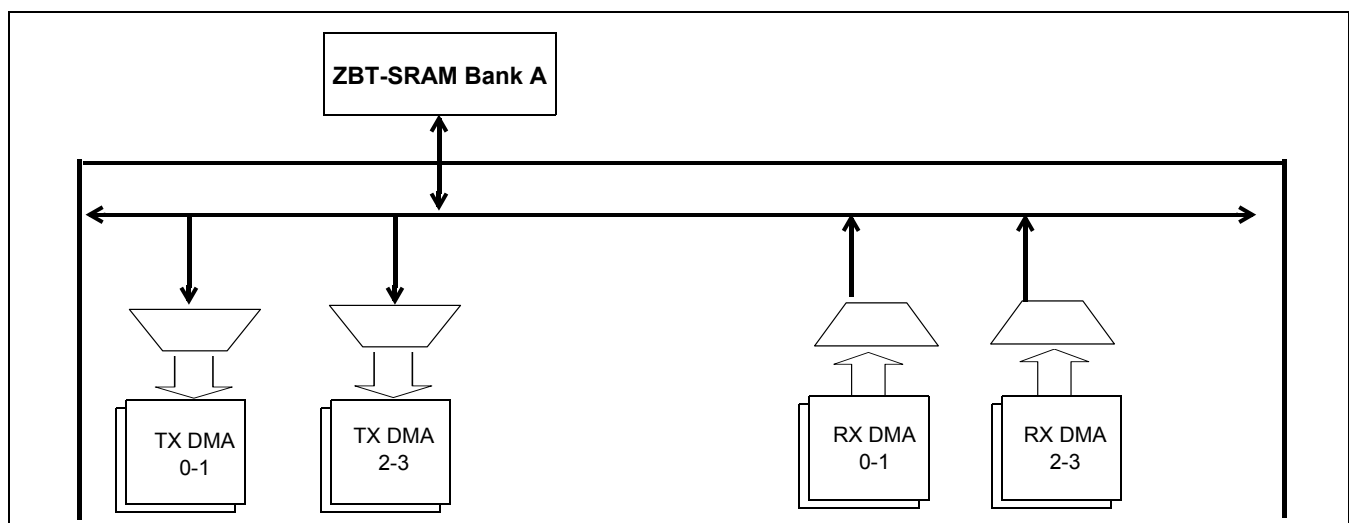 ZBT-SRAM Bank A
TX DMA
0-1
TX DMA
2-3
RX DMA
0-1
RX DMA
2-3